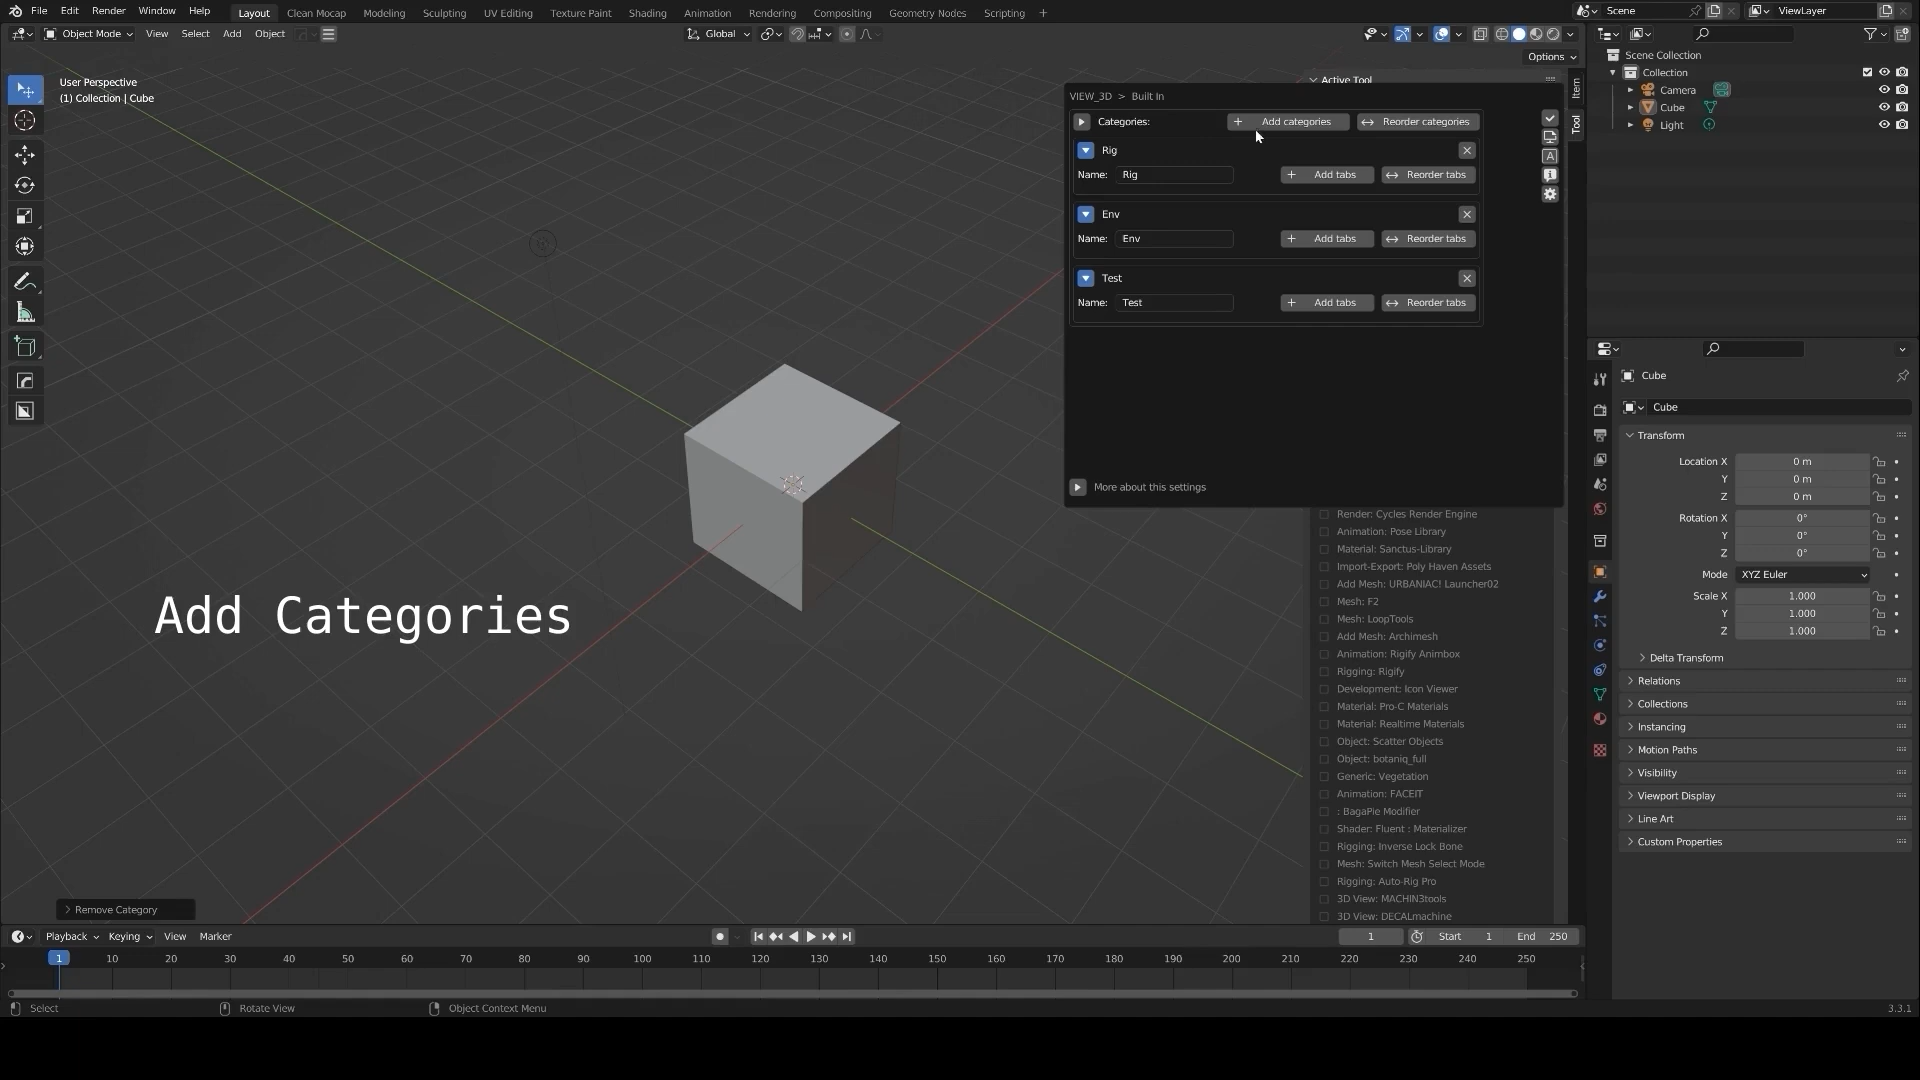 File Edit Render Window Help Layout Clean Mocap Modeling Sculpting UV Editing Texture Paint Shading Animation Rendering Compositing Geometry Nodes Scripting + Scene ViewLayer
Object Mode View Select Add Object Global
Options
User Perspective
(1) Collection | Cube
Active Tool
Item
Tool
VIEW_3D > Built In
Categories: + Add categories Reorder categories
Rig
Name: Rig + Add tabs Reorder tabs
Env
Name: Env + Add tabs Reorder tabs
Test
Name: Test + Add tabs Reorder tabs
More about this settings
Render: Cycles Render Engine
Animation: Pose Library
Material: Sanctus-Library
Import-Export: Poly Haven Assets
Add Mesh: URBANIAC! Launcher02
Mesh: F2
Mesh: LoopTools
Add Mesh: Archimesh
Animation: Rigify Animbox
Rigging: Rigify
Development: Icon Viewer
Material: Pro-C Materials
Material: Realtime Materials
Object: Scatter Objects
Object: botaniq_full
Generic: Vegetation
Animation: FACEIT
: BagaPie Modifier
Shader: Fluent : Materializer
Rigging: Inverse Lock Bone
Mesh: Switch Mesh Select Mode
Rigging: Auto-Rig Pro
3D View: MACHIN3tools
3D View: DECALmachine
Add Categories
Remove Category
Scene Collection
Collection
Camera
Cube
Light
Cube
Cube
Transform
Location X 0 m
Y 0 m
Z 0 m
Rotation X 0°
Y 0°
Z 0°
Mode XYZ Euler
Scale X 1.000
Y 1.000
Z 1.000
Delta Transform
Relations
Collections
Instancing
Motion Paths
Visibility
Viewport Display
Line Art
Custom Properties
Playback Keying View Marker 1 Start 1 End 250
1 10 20 30 40 50 60 70 80 90 100 110 120 130 140 150 160 170 180 190 200 210 220 230 240 250
Select Rotate View Object Context Menu 3.3.1